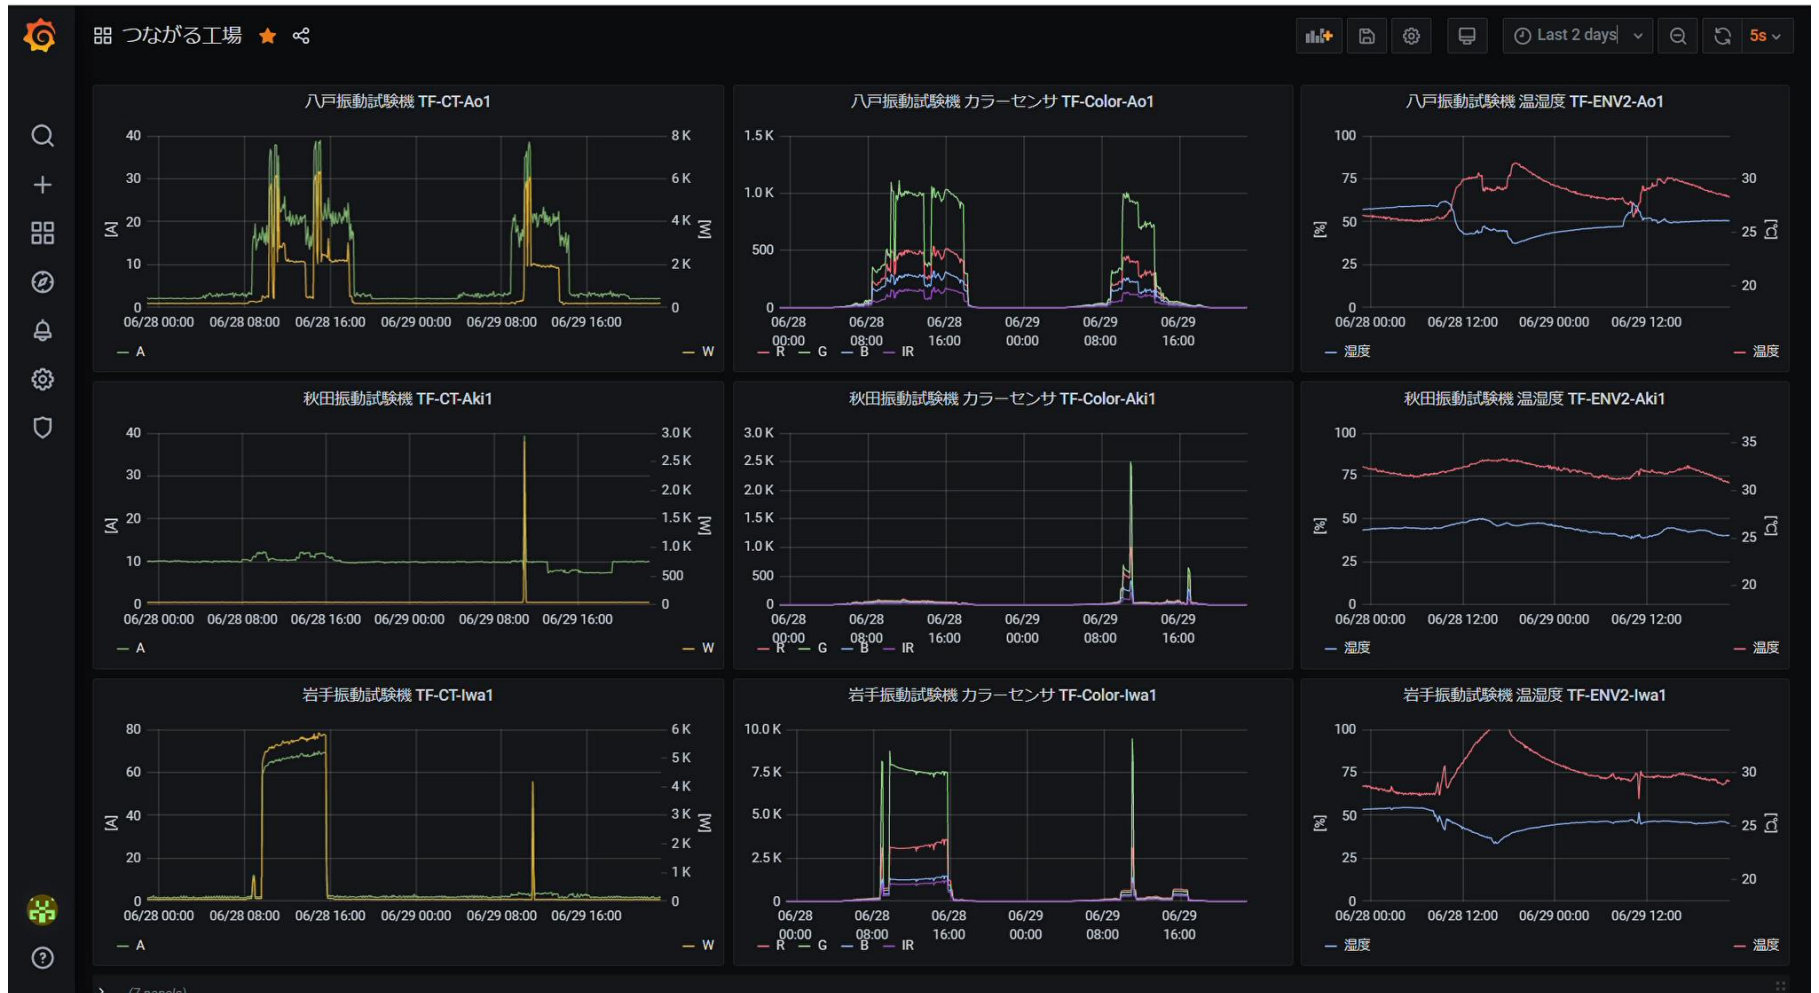 つながる工場
Last 2 days
5s
八戸振動試験機 TF-CT-Ao1
40
30
20
10
0
[A]
8 K
6 K
4 K
2 K
0
[W]
06/28 00:00 06/28 08:00 06/28 16:00 06/29 00:00 06/29 08:00 06/29 16:00
A
W
八戸振動試験機 カラーセンサ TF-Color-Ao1
1.5 K
1.0 K
500
0
06/28 06/28 06/28 06/29 06/29 06/29
00:00 08:00 16:00 00:00 08:00 16:00
R G B IR
八戸振動試験機 温湿度 TF-ENV2-Ao1
100
75
50
25
0
[%]
30
25
20
[℃]
06/28 00:00 06/28 12:00 06/29 00:00 06/29 12:00
湿度
温度
秋田振動試験機 TF-CT-Aki1
40
30
20
10
0
[A]
3.0 K
2.5 K
2.0 K
1.5 K
1.0 K
500
0
[W]
06/28 00:00 06/28 08:00 06/28 16:00 06/29 00:00 06/29 08:00 06/29 16:00
A
W
秋田振動試験機 カラーセンサ TF-Color-Aki1
3.0 K
2.5 K
2.0 K
1.5 K
1.0 K
500
0
06/28 06/28 06/28 06/29 06/29 06/29
00:00 08:00 16:00 00:00 08:00 16:00
R G B IR
秋田振動試験機 温湿度 TF-ENV2-Aki1
100
75
50
25
0
[%]
35
30
25
20
[℃]
06/28 00:00 06/28 12:00 06/29 00:00 06/29 12:00
湿度
温度
岩手振動試験機 TF-CT-Iwa1
80
60
40
20
0
[A]
6 K
5 K
4 K
3 K
2 K
1 K
0
[W]
06/28 00:00 06/28 08:00 06/28 16:00 06/29 00:00 06/29 08:00 06/29 16:00
A
W
岩手振動試験機 カラーセンサ TF-Color-Iwa1
10.0 K
7.5 K
5.0 K
2.5 K
0
06/28 06/28 06/28 06/29 06/29 06/29
00:00 08:00 16:00 00:00 08:00 16:00
R G B IR
岩手振動試験機 温湿度 TF-ENV2-Iwa1
100
75
50
25
0
[%]
30
25
20
[℃]
06/28 00:00 06/28 12:00 06/29 00:00 06/29 12:00
湿度
温度
(7 panels)